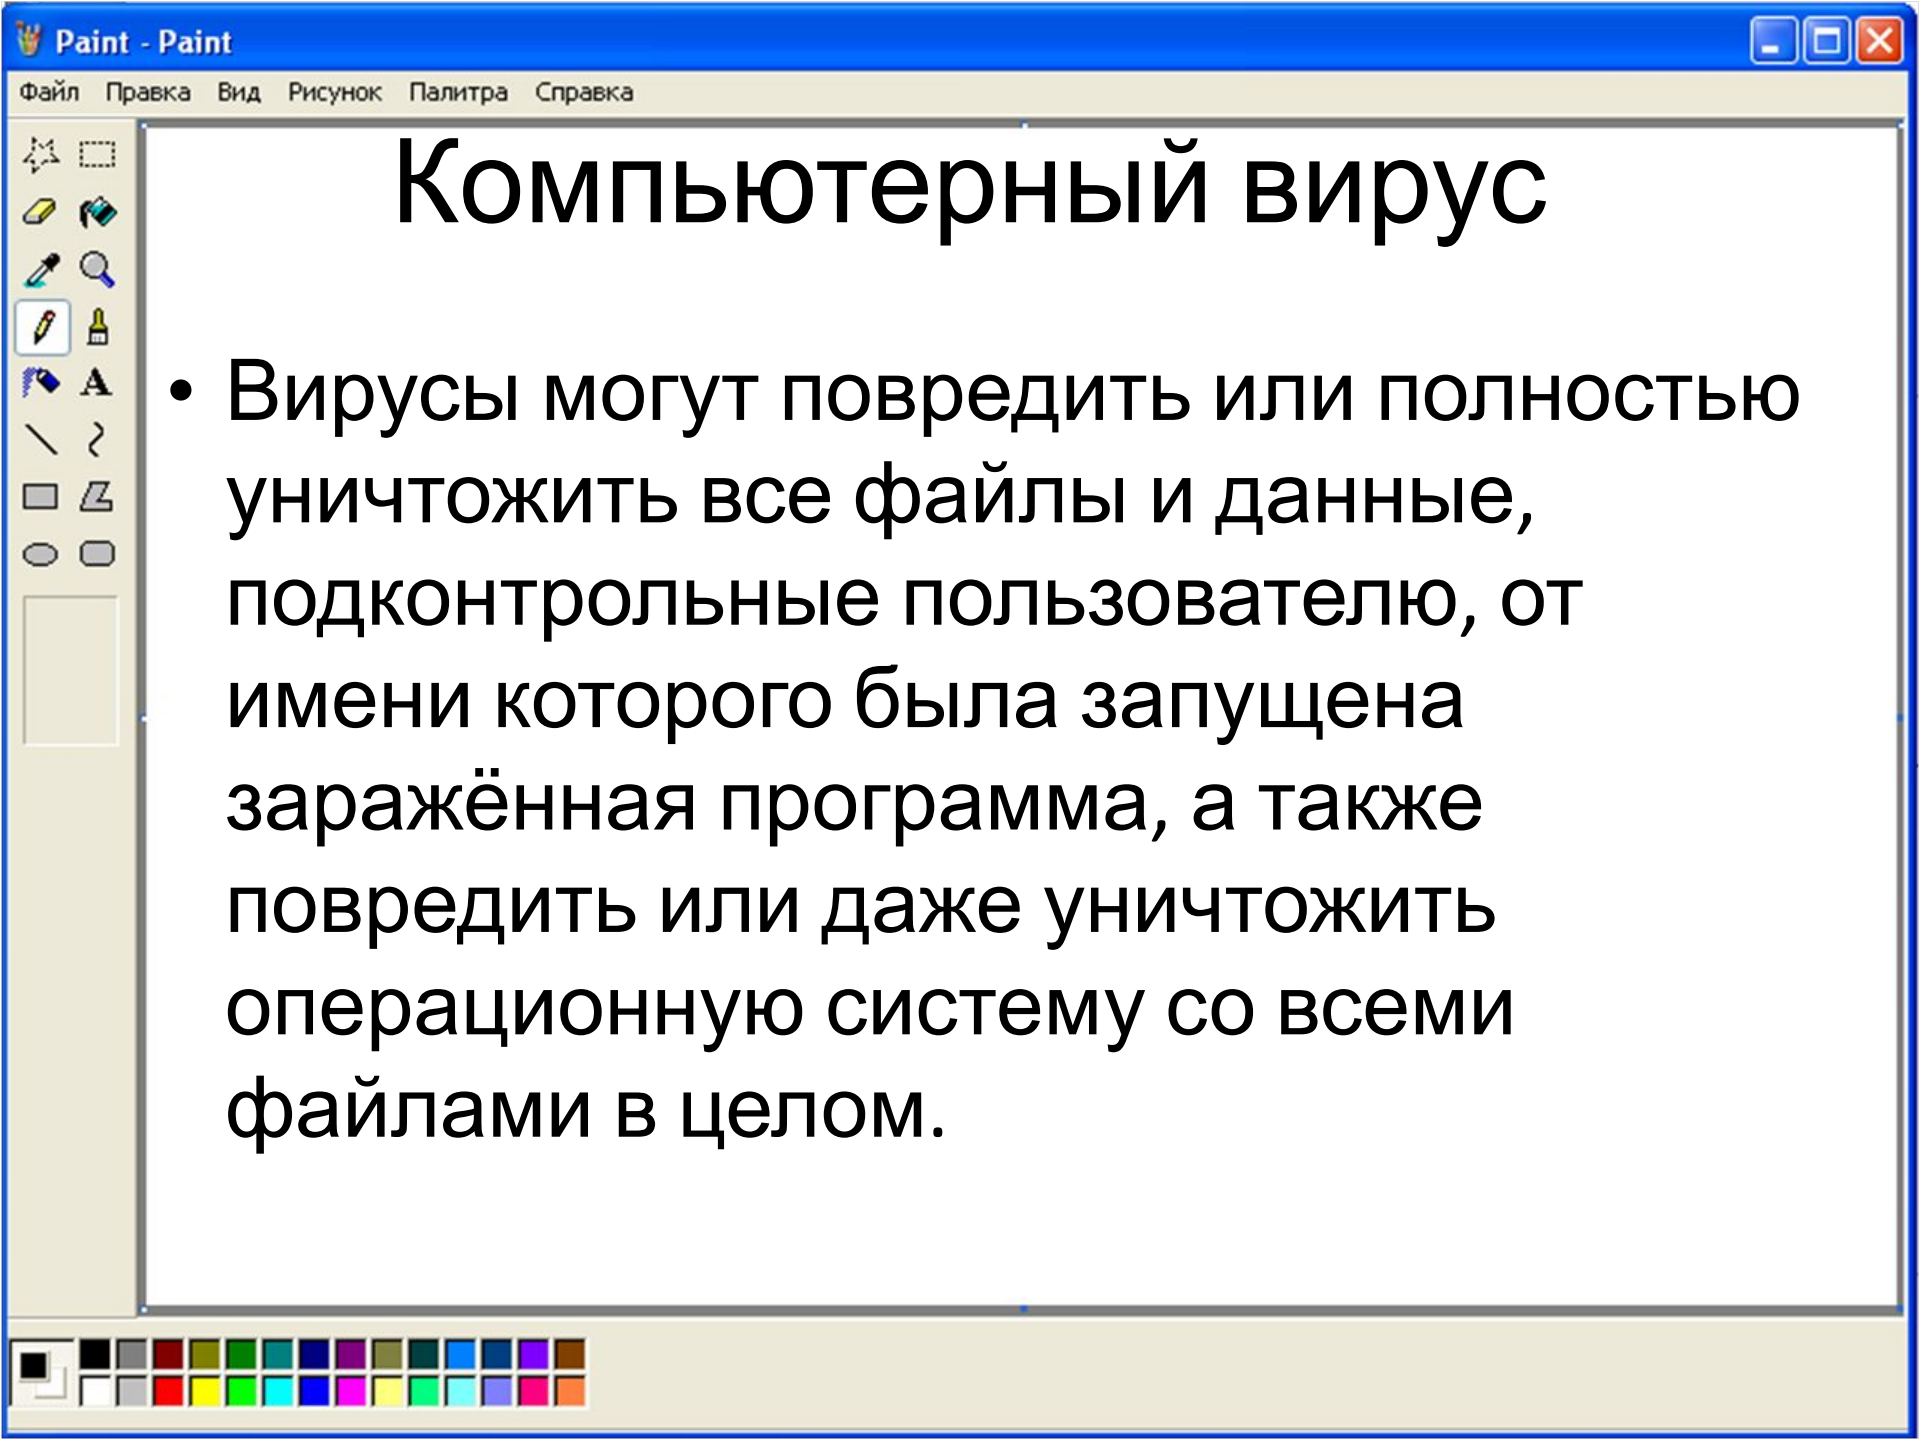 Paint - Paint
Файл Правка Вид Рисунок Палитра Справка
Компьютерный вирус
• Вирусы могут повредить или полностью
уничтожить все файлы и данные,
подконтрольные пользователю, от
имени которого была запущена
заражённая программа, а также
повредить или даже уничтожить
операционную систему со всеми
файлами в целом.
A